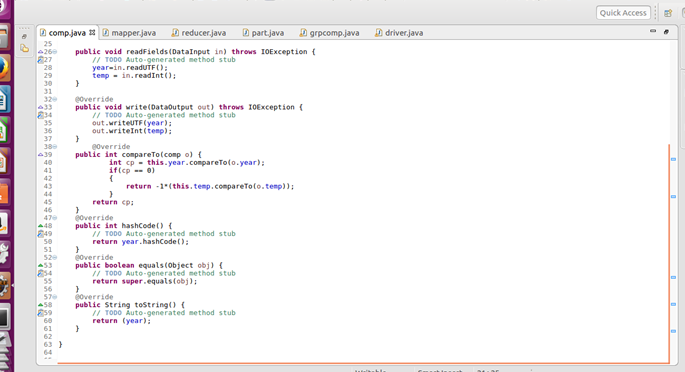 Quick Access
comp.java mapper.java reducer.java part.java grpcomp.java driver.java
25
26 public void readFields(DataInput in) throws IOException {
27 // TODO Auto-generated method stub
28 year=in.readUTF();
29 temp = in.readInt();
30 }
31
32 @Override
33 public void write(DataOutput out) throws IOException {
34 // TODO Auto-generated method stub
35 out.writeUTF(year);
36 out.writeInt(temp);
37 }
38 @Override
39 public int compareTo(comp o) {
40 int cp = this.year.compareTo(o.year);
41 if(cp == 0)
42 {
43 return -1*(this.temp.compareTo(o.temp));
44 }
45 return cp;
46 }
47 @Override
48 public int hashCode() {
49 // TODO Auto-generated method stub
50 return year.hashCode();
51 }
52 @Override
53 public boolean equals(Object obj) {
54 // TODO Auto-generated method stub
55 return super.equals(obj);
56 }
57 @Override
58 public String toString() {
59 // TODO Auto-generated method stub
60 return (year);
61 }
62
63 }
64